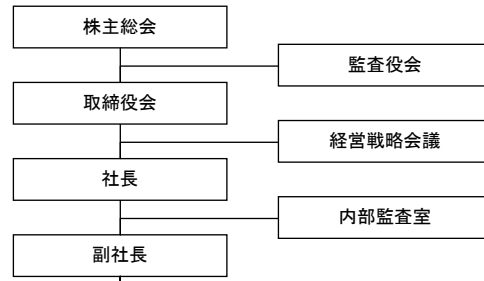 株主総会
監査役会
取締役会
経営戦略会議
社長
内部監査室
副社長